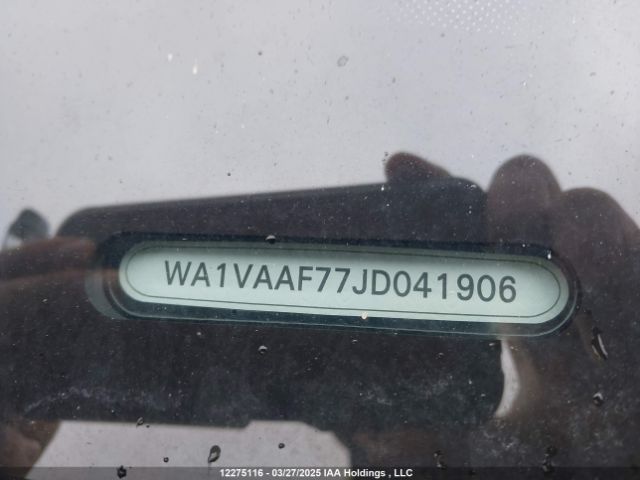 WA1VAAF77JD041906
12275116 - 03/27/2025 IAA Holdings , LLC